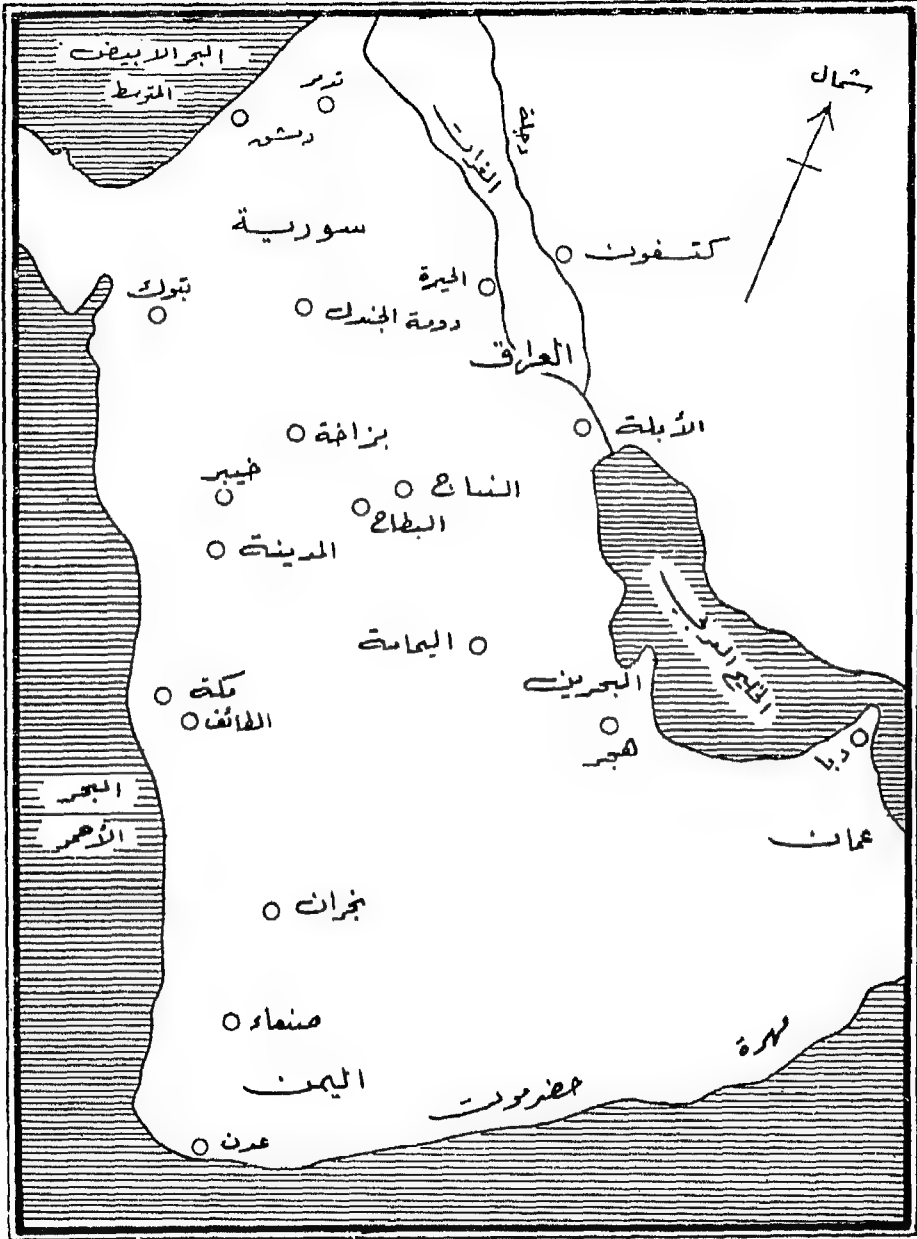 البحر الابيض
المتوسط
شمال
تدمر
دمشق
دجلة
الفرات
سورية
كتسفون
الحيرة
تبوك
دومة الجندل
العراق
الأبلة
بزاخة
خيبر
النباج
البطاح
المدينة
اليمامة
الخليج العربي
مكة
البحرين
الطائف
هجر
دبا
البحر
الأحمر
عمان
نجران
صنعاء
مهرة
اليمن
حضرموت
عدن